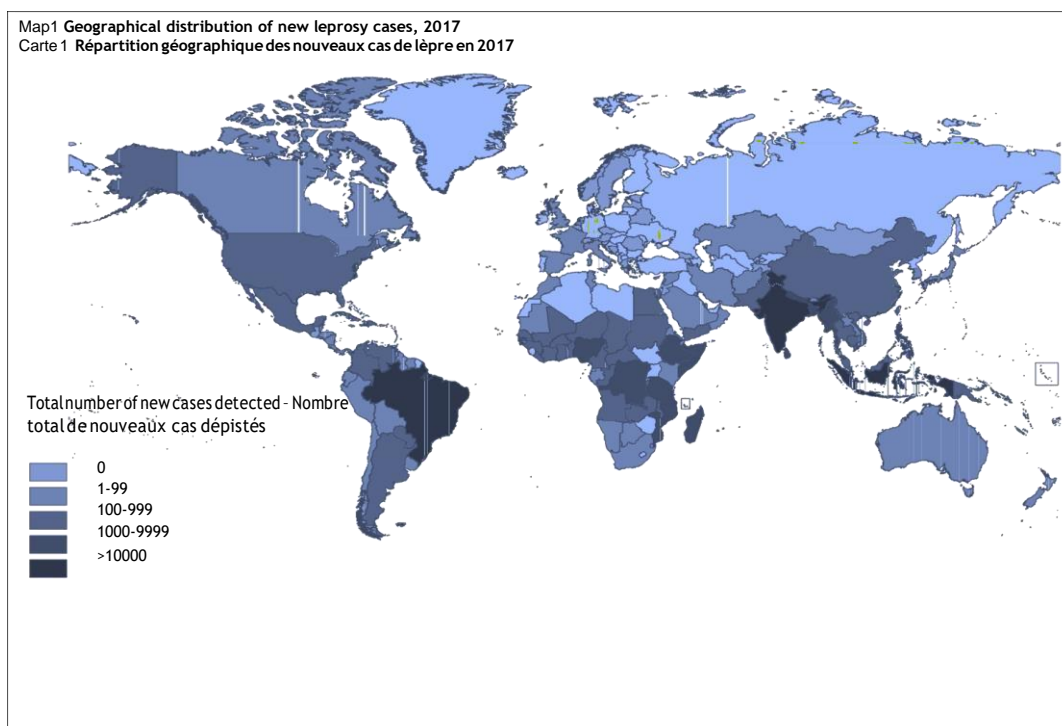 Map1 Geographical distribution of new leprosy cases, 2017
Carte 1 Répartition géographique des nouveaux cas de lèpre en 2017
Total number of new cases detected - Nombre
total de nouveaux cas dépistés
0
1-99
100-999
1000-9999
>10000